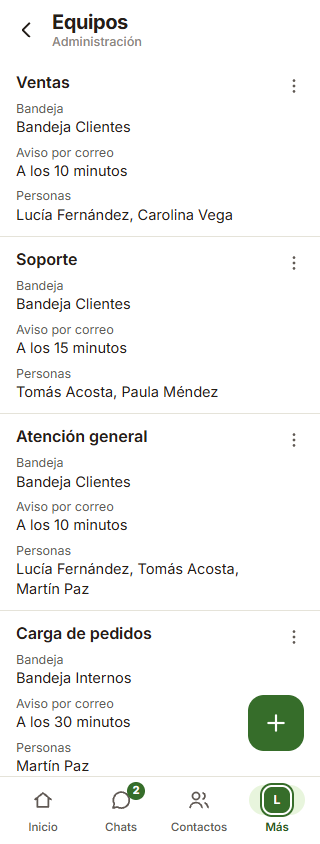 Equipos
Administración
Ventas
Bandeja
Bandeja Clientes
Aviso por correo
A los 10 minutos
Personas
Lucía Fernández, Carolina Vega
Soporte
Bandeja
Bandeja Clientes
Aviso por correo
A los 15 minutos
Personas
Tomás Acosta, Paula Méndez
Atención general
Bandeja
Bandeja Clientes
Aviso por correo
A los 10 minutos
Personas
Lucía Fernández, Tomás Acosta,
Martín Paz
Carga de pedidos
Bandeja
Bandeja Internos
Aviso por correo
A los 30 minutos
Personas
Martín Paz
2
L
Inicio
Chats
Contactos
Más